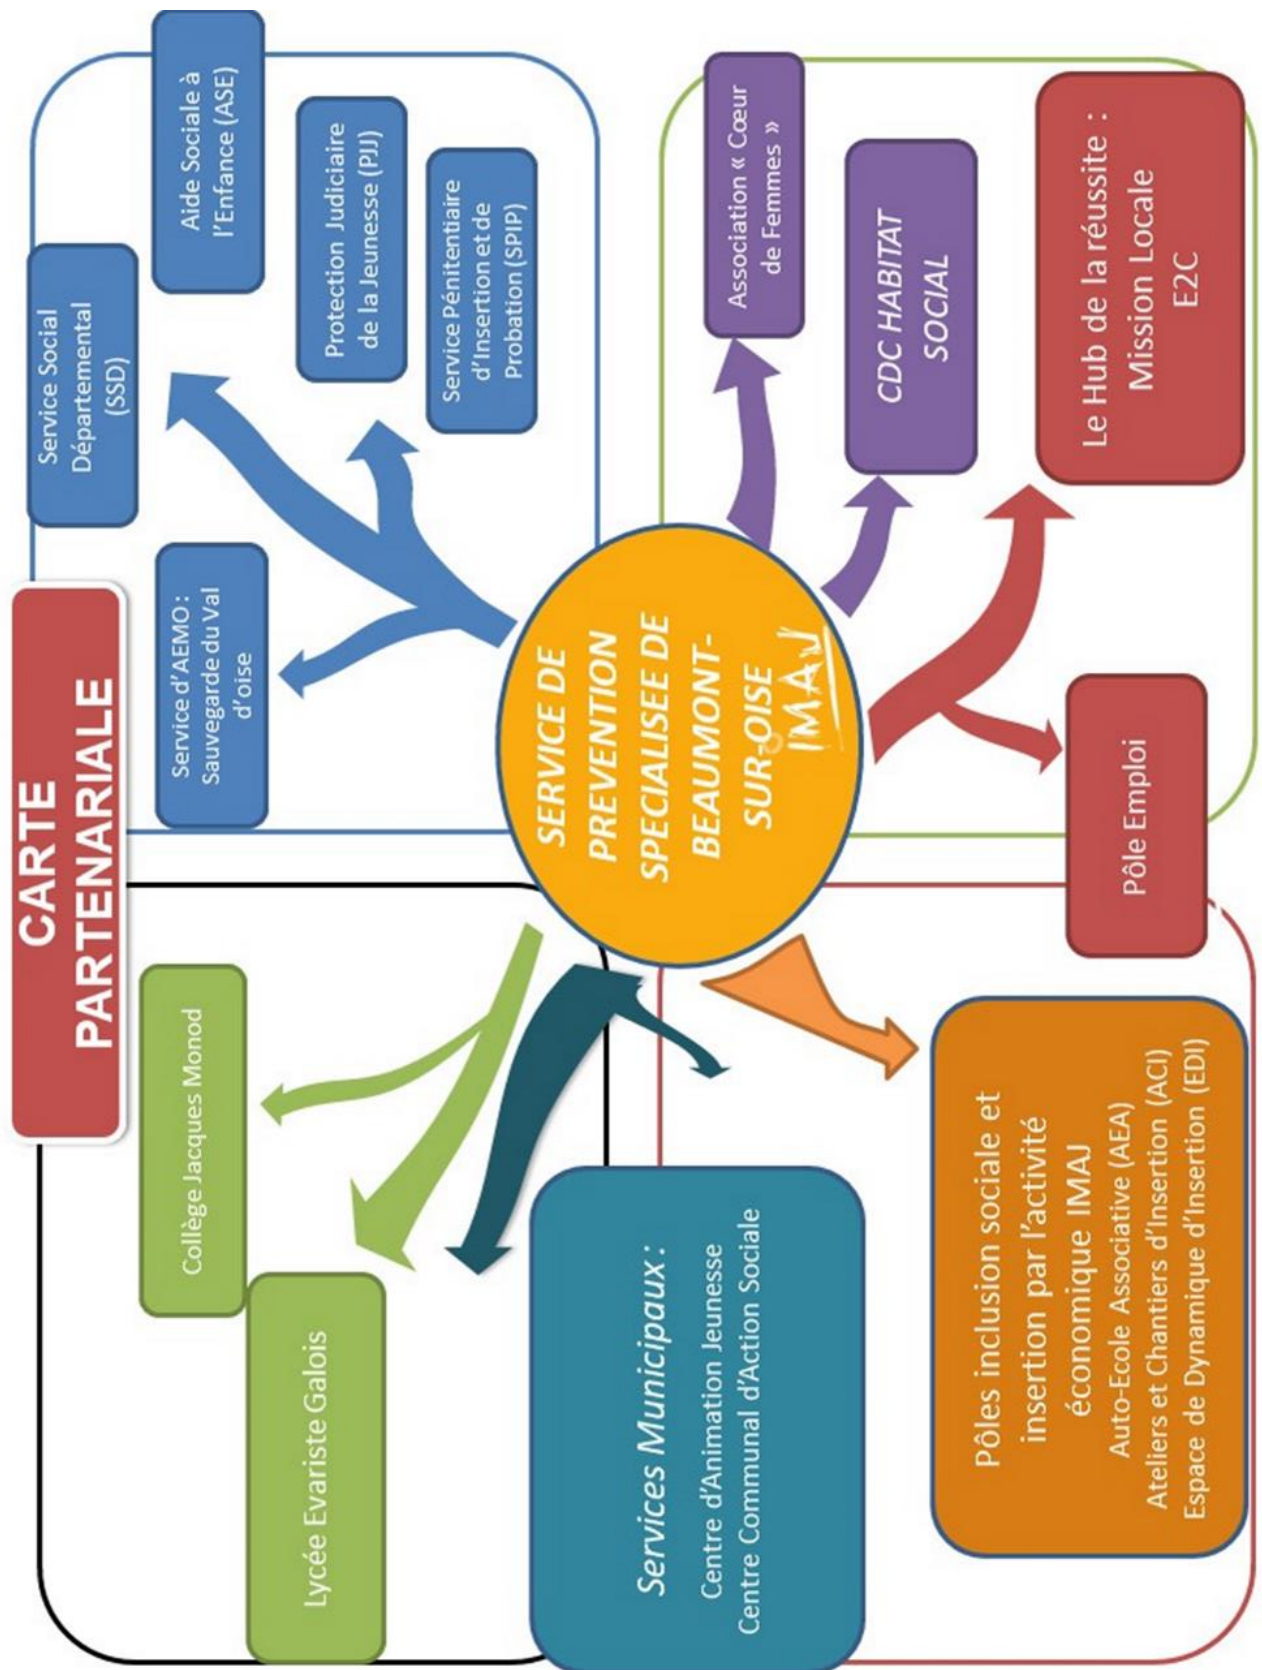 CARTE
PARTENARIALE
Collège Jacques Monod
Lycée Evariste Galois
Service d'AEMO :
Sauvegarde du Val
d'oise
Service Social
Départemental
(SSD)
Aide Sociale à
l'Enfance (ASE)
Protection Judiciaire
de la Jeunesse (PJJ)
Service Pénitentiaire
d'Insertion et de
Probation (SPIP)
SERVICE DE
PREVENTION
SPECIALISEE DE
BEAUMONT-
SUR-OISE
IMAJ
Services Municipaux :
Centre d'Animation Jeunesse
Centre Communal d'Action Sociale
Association « Cœur
de Femmes »
CDC HABITAT
SOCIAL
Pôles inclusion sociale et
insertion par l'activité
économique IMAJ
Auto-Ecole Associative (AEA)
Ateliers et Chantiers d'Insertion (ACI)
Espace de Dynamique d'Insertion (EDI)
Pôle Emploi
Le Hub de la réussite :
Mission Locale
E2C